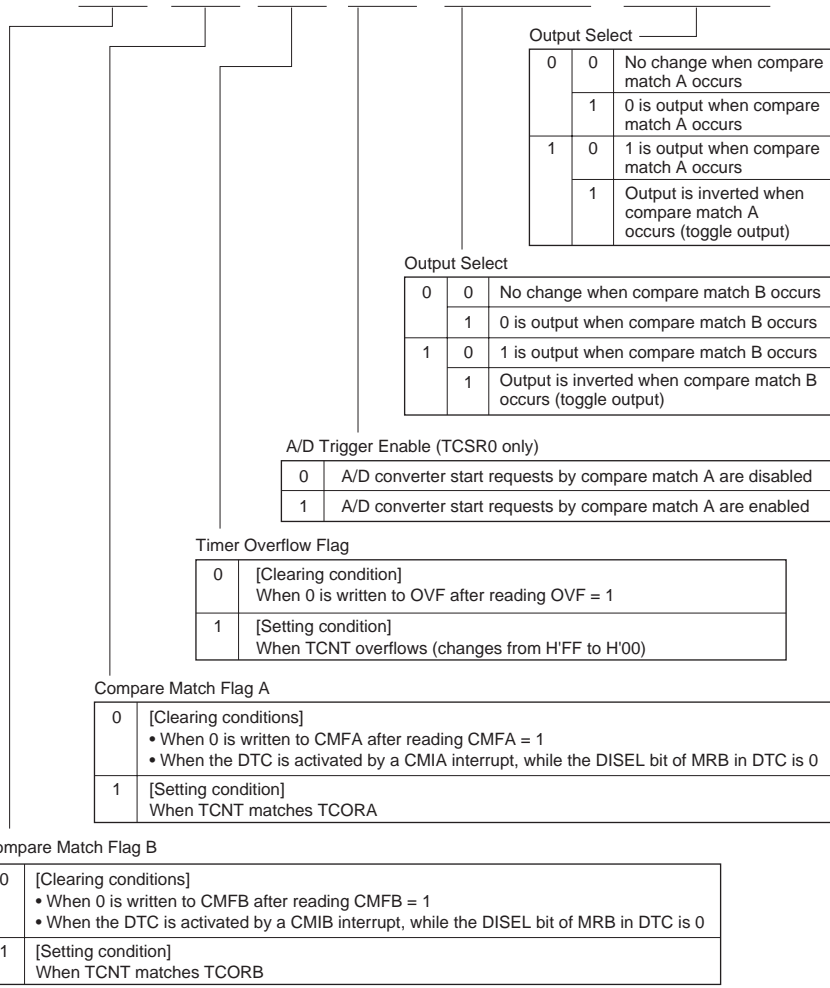 Output Select
0 0 No change when compare
match A occurs
1 0 is output when compare
match A occurs
1 0 1 is output when compare
match A occurs
1 Output is inverted when
compare match A
occurs (toggle output)
Output Select
0 0 No change when compare match B occurs
1 0 is output when compare match B occurs
1 0 1 is output when compare match B occurs
1 Output is inverted when compare match B
occurs (toggle output)
A/D Trigger Enable (TCSR0 only)
0 A/D converter start requests by compare match A are disabled
1 A/D converter start requests by compare match A are enabled
Timer Overflow Flag
0 [Clearing condition]
When 0 is written to OVF after reading OVF = 1
1 [Setting condition]
When TCNT overflows (changes from H'FF to H'00)
Compare Match Flag A
0 [Clearing conditions]
• When 0 is written to CMFA after reading CMFA = 1
• When the DTC is activated by a CMIA interrupt, while the DISEL bit of MRB in DTC is 0
1 [Setting condition]
When TCNT matches TCORA
ompare Match Flag B
0 [Clearing conditions]
• When 0 is written to CMFB after reading CMFB = 1
• When the DTC is activated by a CMIB interrupt, while the DISEL bit of MRB in DTC is 0
1 [Setting condition]
When TCNT matches TCORB